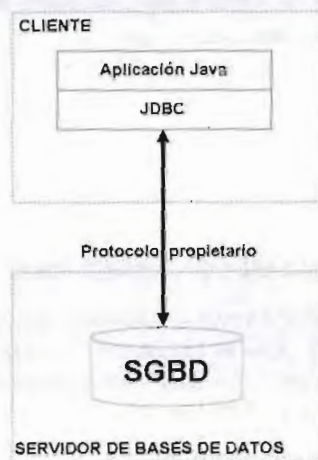 CLIENTE
Aplicación Java
JDBC
Protocolo propietario
SGBD
SERVIDOR DE BASES DE DATOS